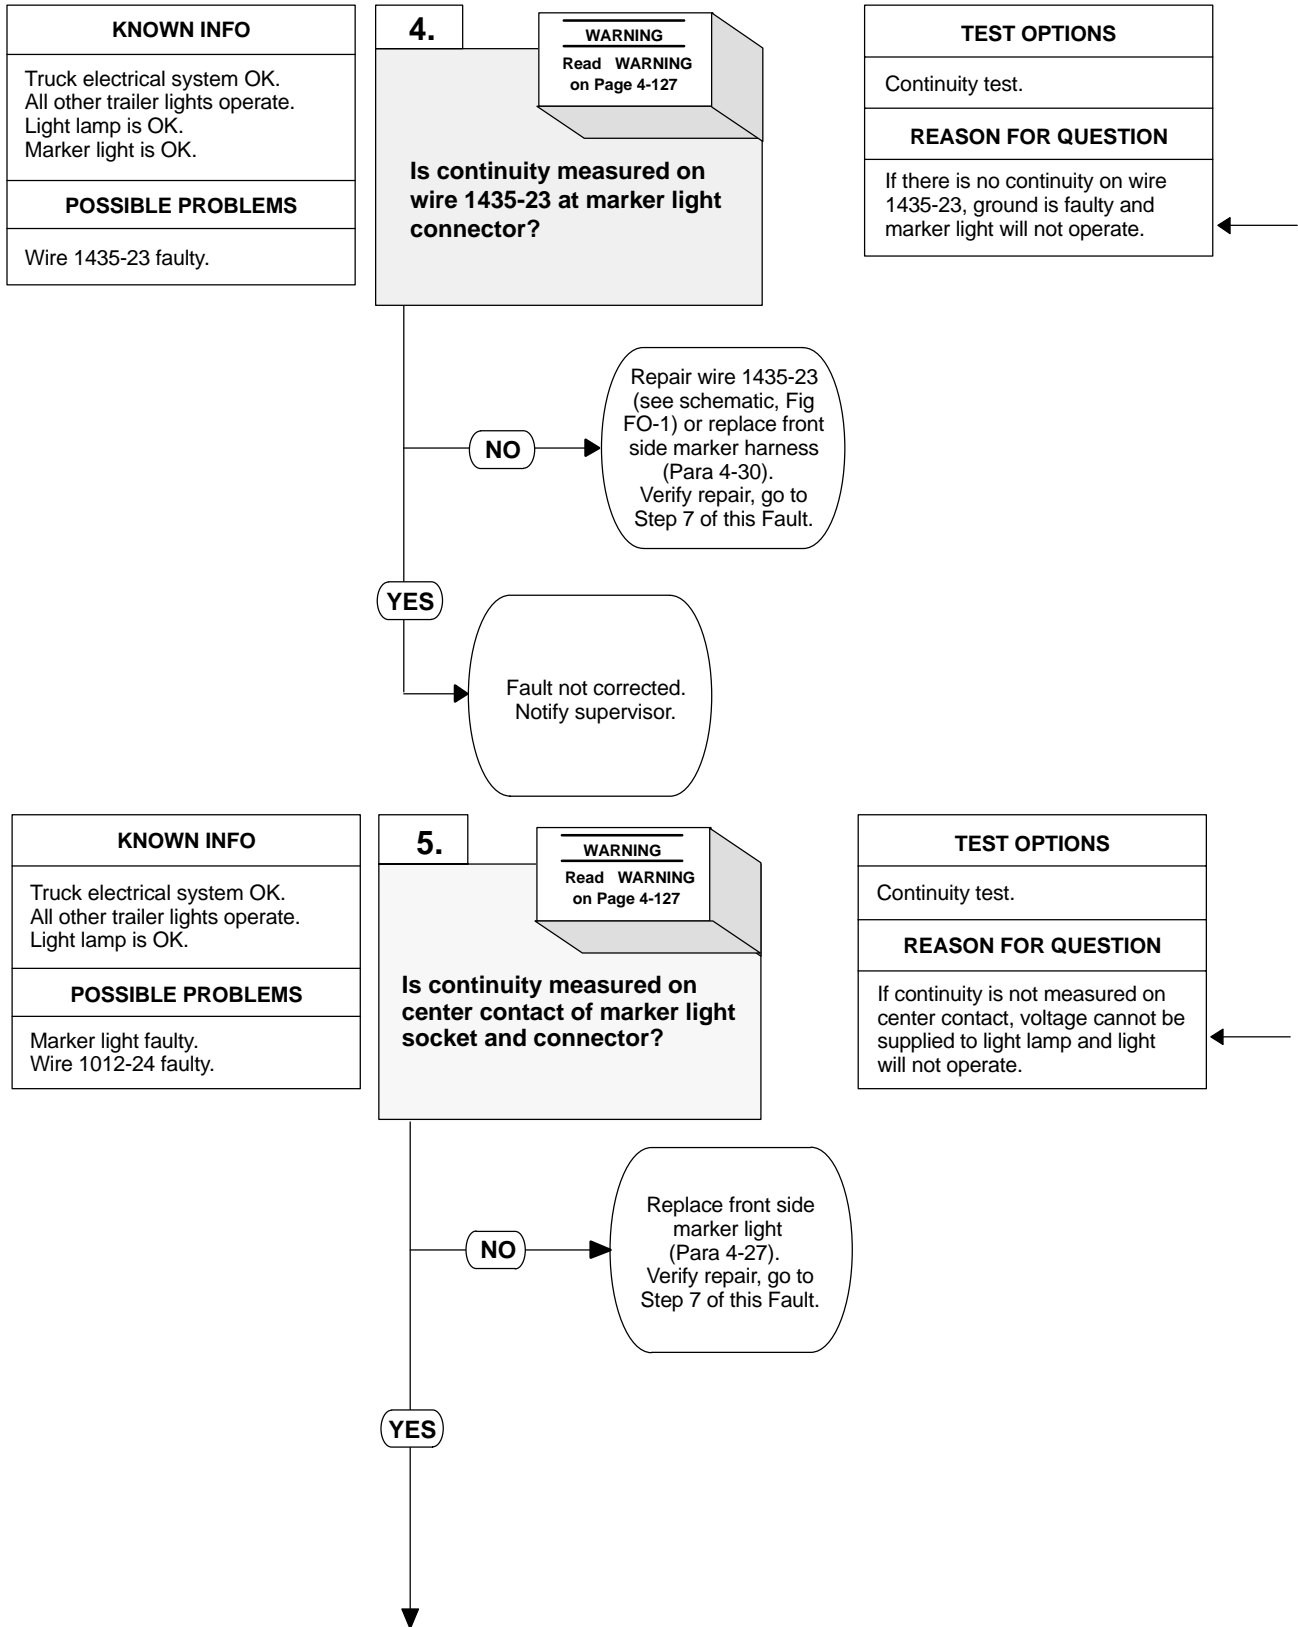 KNOWN INFO
Truck electrical system OK.
All other trailer lights operate.
Light lamp is OK.
Marker light is OK.
POSSIBLE PROBLEMS
Wire 1435-23 faulty.
4.
WARNING
Read WARNING
on Page 4-127
Is continuity measured on
wire 1435-23 at marker light
connector?
TEST OPTIONS
Continuity test.
REASON FOR QUESTION
If there is no continuity on wire
1435-23, ground is faulty and
marker light will not operate.
NO
Repair wire 1435-23
(see schematic, Fig
FO-1) or replace front
side marker harness
(Para 4-30).
Verify repair, go to
Step 7 of this Fault.
YES
Fault not corrected.
Notify supervisor.
KNOWN INFO
Truck electrical system OK.
All other trailer lights operate.
Light lamp is OK.
POSSIBLE PROBLEMS
Marker light faulty.
Wire 1012-24 faulty.
5.
WARNING
Read WARNING
on Page 4-127
Is continuity measured on
center contact of marker light
socket and connector?
TEST OPTIONS
Continuity test.
REASON FOR QUESTION
If continuity is not measured on
center contact, voltage cannot be
supplied to light lamp and light
will not operate.
NO
Replace front side
marker light
(Para 4-27).
Verify repair, go to
Step 7 of this Fault.
YES